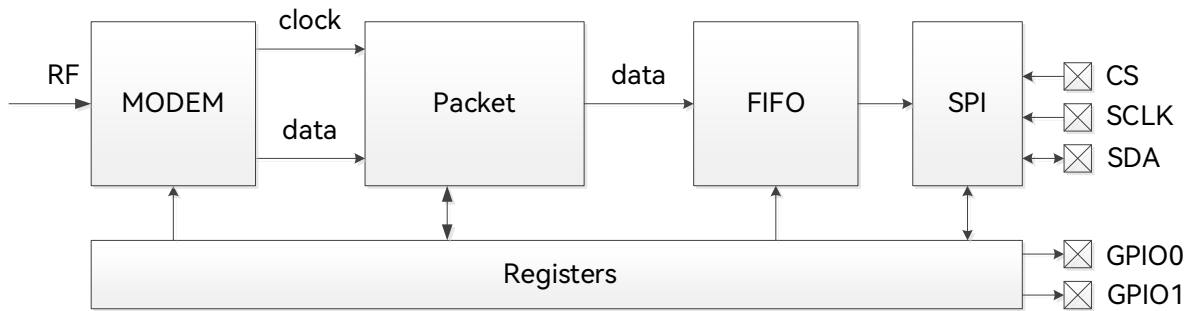 clock
RF
MODEM
data
Packet
data
FIFO
SPI
CS
SCLK
SDA
Registers
GPIO0
GPIO1